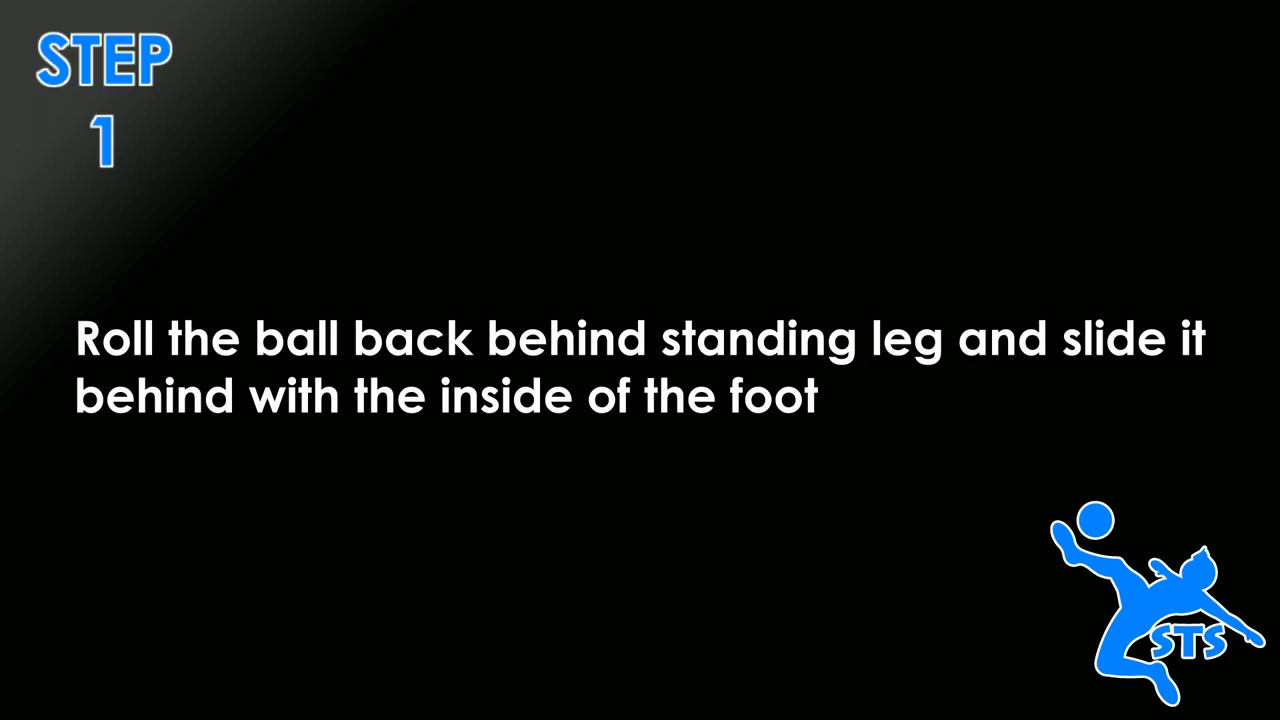 STEP
1
Roll the ball back behind standing leg and slide it
behind with the inside of the foot
STS